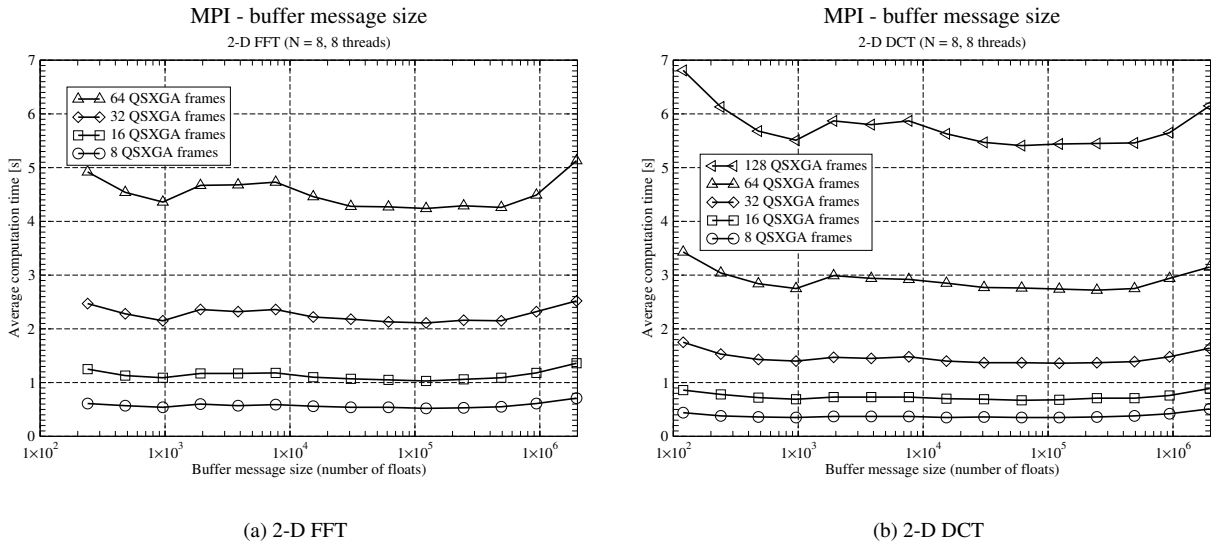 MPI - buffer message size
2-D FFT (N = 8, 8 threads)
7
6
5
4
3
2
1
0
Average computation time [s]
64 QSXGA frames
32 QSXGA frames
16 QSXGA frames
8 QSXGA frames
1×10² 1×10³ 1×10⁴ 1×10⁵ 1×10⁶
Buffer message size (number of floats)
(a) 2-D FFT
MPI - buffer message size
2-D DCT (N = 8, 8 threads)
7
6
5
4
3
2
1
0
Average computation time [s]
128 QSXGA frames
64 QSXGA frames
32 QSXGA frames
16 QSXGA frames
8 QSXGA frames
1×10² 1×10³ 1×10⁴ 1×10⁵ 1×10⁶
Buffer message size (number of floats)
(b) 2-D DCT